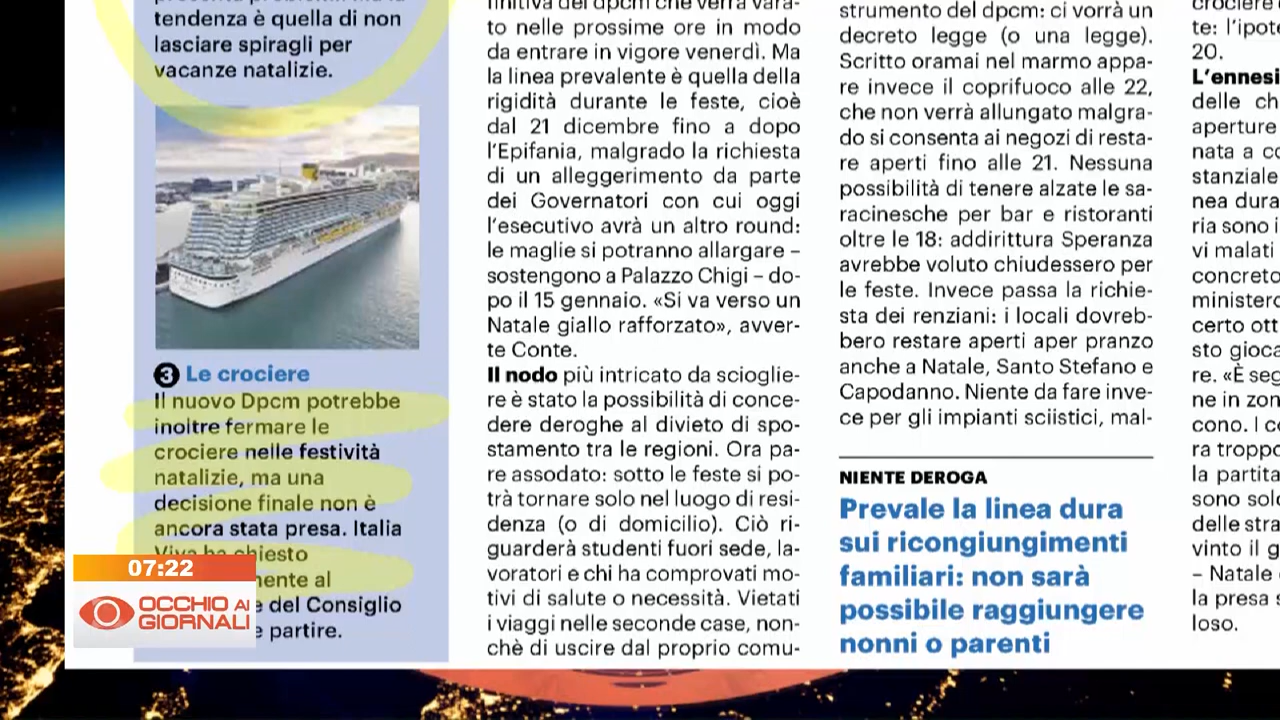 tendenza è quella di non
lasciare spiragli per
vacanze natalizie.
3 Le crociere
Il nuovo Dpcm potrebbe
inoltre fermare le
crociere nelle festività
natalizie, ma una
decisione finale non è
ancora stata presa. Italia
Viva ha chiesto
al
del Consiglio
partire.
finitiva del dpcm che verrà vara-
to nelle prossime ore in modo
da entrare in vigore venerdì. Ma
la linea prevalente è quella della
rigidità durante le feste, cioè
dal 21 dicembre fino a dopo
l'Epifania, malgrado la richiesta
di un alleggerimento da parte
dei Governatori con cui oggi
l'esecutivo avrà un altro round:
le maglie si potranno allargare –
sostengono a Palazzo Chigi – do-
po il 15 gennaio. «Si va verso un
Natale giallo rafforzato», avver-
te Conte.
Il nodo più intricato da scioglie-
re è stato la possibilità di conce-
dere deroghe al divieto di spo-
stamento tra le regioni. Ora pa-
re assodato: sotto le feste si po-
trà tornare solo nel luogo di resi-
denza (o di domicilio). Ciò ri-
guarderà studenti fuori sede, la-
voratori e chi ha comprovati mo-
tivi di salute o necessità. Vietati
i viaggi nelle seconde case, non-
chè di uscire dal proprio comu-
strumento del dpcm: ci vorrà un
decreto legge (o una legge).
Scritto oramai nel marmo appa-
re invece il coprifuoco alle 22,
che non verrà allungato malgra-
do si consenta ai negozi di resta-
re aperti fino alle 21. Nessuna
possibilità di tenere alzate le sa-
racinesche per bar e ristoranti
oltre le 18: addirittura Speranza
avrebbe voluto chiudessero per
le feste. Invece passa la richie-
sta dei renziani: i locali dovreb-
bero restare aperti aper pranzo
anche a Natale, Santo Stefano e
Capodanno. Niente da fare inve-
ce per gli impianti sciistici, mal-
NIENTE DEROGA
Prevale la linea dura
sui ricongiungimenti
familiari: non sarà
possibile raggiungere
nonni o parenti
crociere
te: l'ipot
20.
L'ennesi
delle ch
aperture
nata a co
stanziale
nea dura
ria sono i
vi malati
concreto
ministero
certo ott
sto gioca
re. «È seg
ne in zon
cono. I co
ra troppo
la partita
sono solo
delle stra
vinto il g
– Natale
la presa s
loso.
07:22
OCCHIO AI
GIORNALI